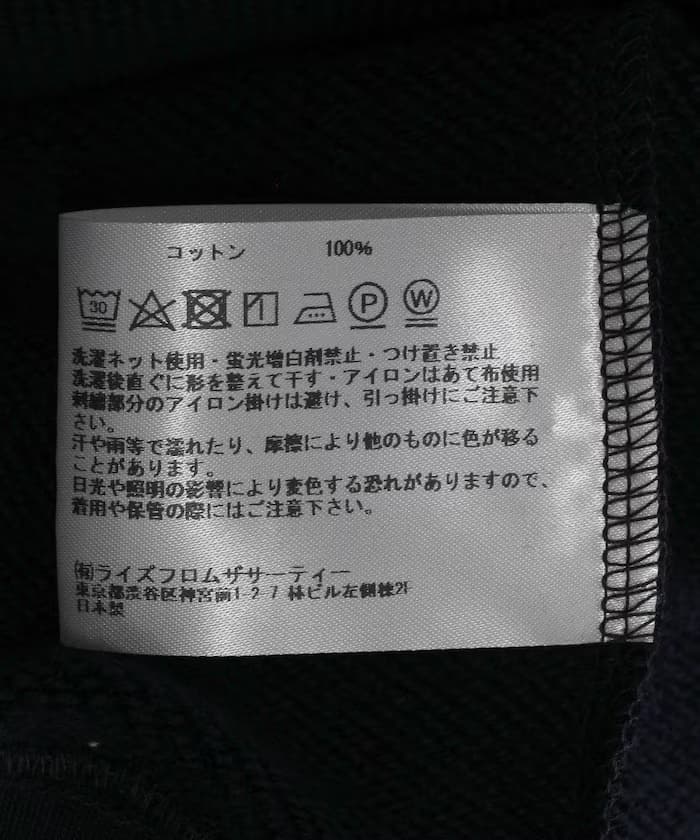 コットン 100%
30 P W
洗濯ネット使用・蛍光増白剤禁止・つけ置き禁止
洗濯後直ぐに形を整えて干す・アイロンはあて布使用
刺繍部分のアイロン掛けは避け、引っ掛けにご注意下
さい。
汗や雨等で濡れたり、摩擦により他のものに色が移る
ことがあります。
日光や照明の影響により変色する恐れがありますので、
着用や保管の際にはご注意下さい。
㈲ライズフロムザサーティー
東京都渋谷区神宮前1-2-7 林ビル左側棟2F
日本製